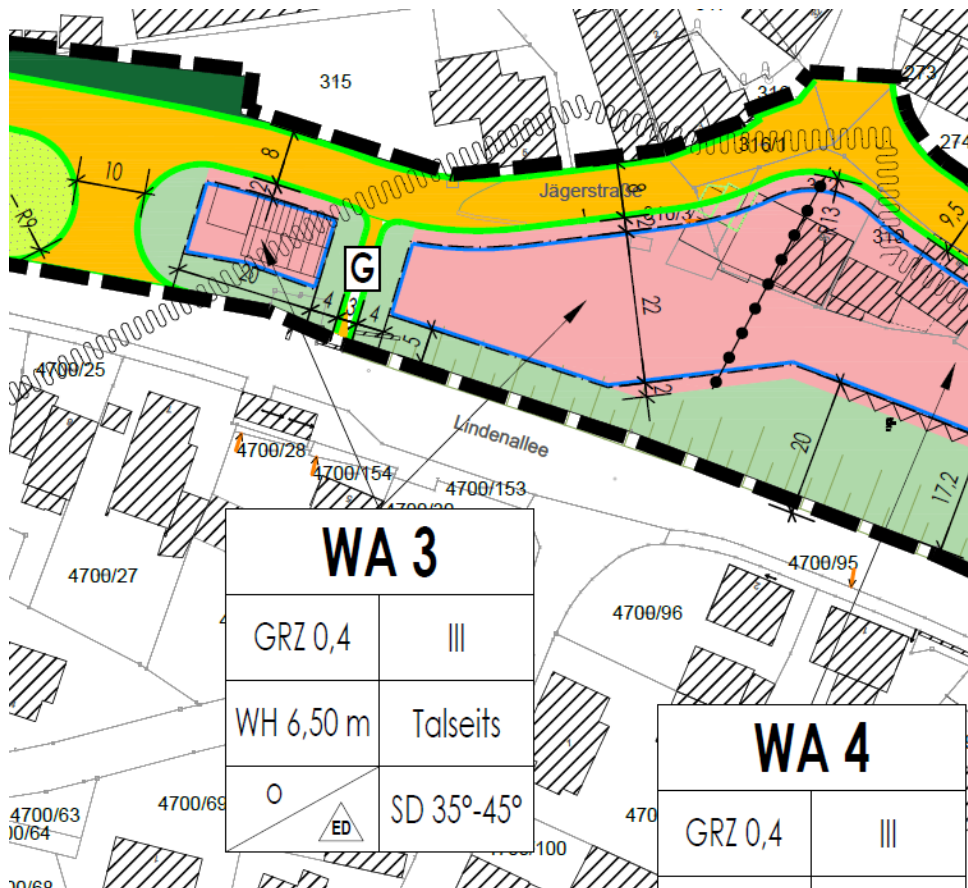 315
273
274
316/1
10
8
2
Jägerstraße
8
R9
13
9.5
313
G
4
3
4
22
5
2
20
17.2
4700/25
Lindenallee
4700/28
4700/154
4700/153
4700/95
4700/27
4700/96
WA 3
GRZ 0,4
III
WH 6,50 m
Talseits
O
ED
SD 35°-45°
WA 4
GRZ 0,4
III
4700/63
4700/69